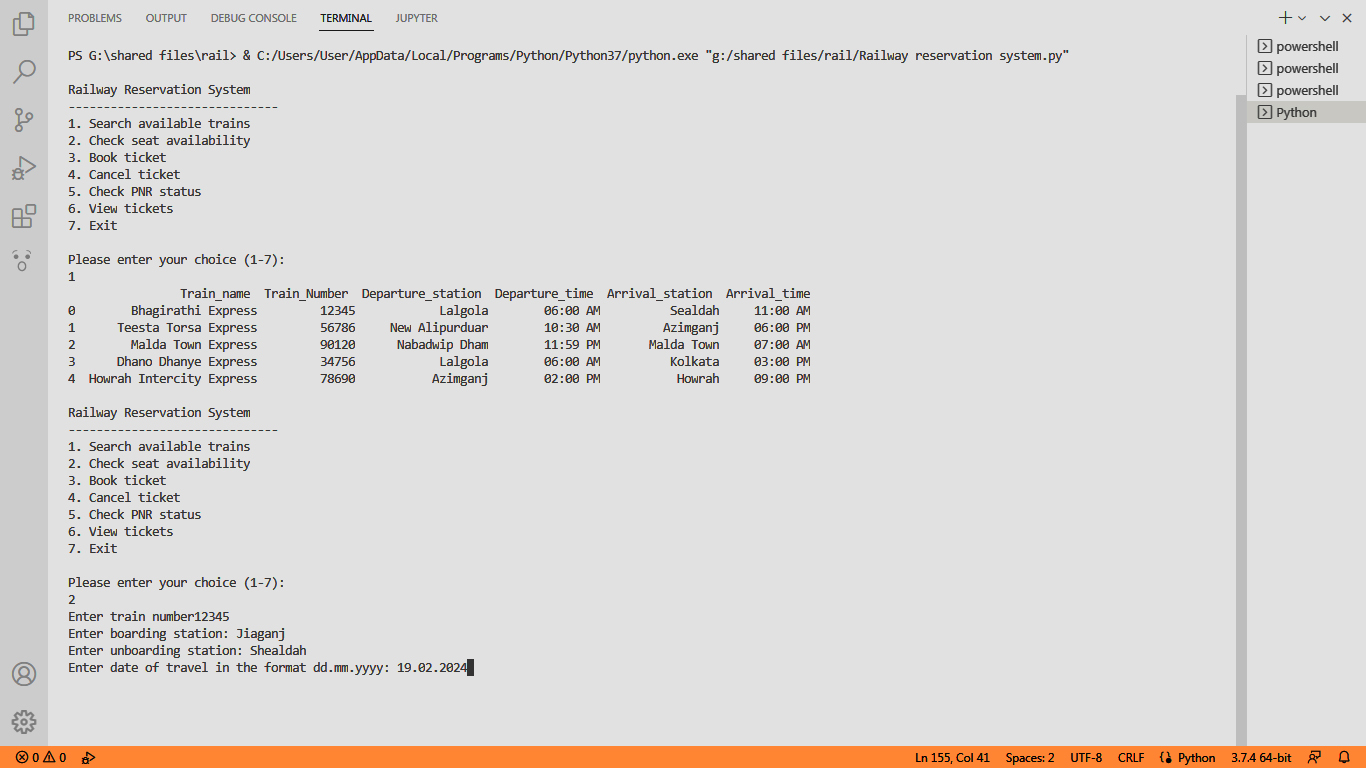 PROBLEMS OUTPUT DEBUG CONSOLE TERMINAL JUPYTER
PS G:\shared files\rail> & C:/Users/User/AppData/Local/Programs/Python/Python37/python.exe "g:/shared files/rail/Railway reservation system.py"
powershell
powershell
powershell
Python
Railway Reservation System
------------------------------
1. Search available trains
2. Check seat availability
3. Book ticket
4. Cancel ticket
5. Check PNR status
6. View tickets
7. Exit
Please enter your choice (1-7):
1
Train_name Train_Number Departure_station Departure_time Arrival_station Arrival_time
0 Bhagirathi Express 12345 Lalgola 06:00 AM Sealdah 11:00 AM
1 Teesta Torsa Express 56786 New Alipurduar 10:30 AM Azimganj 06:00 PM
2 Malda Town Express 90120 Nabadwip Dham 11:59 PM Malda Town 07:00 AM
3 Dhano Dhanye Express 34756 Lalgola 06:00 AM Kolkata 03:00 PM
4 Howrah Intercity Express 78690 Azimganj 02:00 PM Howrah 09:00 PM
Railway Reservation System
------------------------------
1. Search available trains
2. Check seat availability
3. Book ticket
4. Cancel ticket
5. Check PNR status
6. View tickets
7. Exit
Please enter your choice (1-7):
2
Enter train number12345
Enter boarding station: Jiaganj
Enter unboarding station: Shealdah
Enter date of travel in the format dd.mm.yyyy: 19.02.2024
0 0 Ln 155, Col 41 Spaces: 2 UTF-8 CRLF Python 3.7.4 64-bit